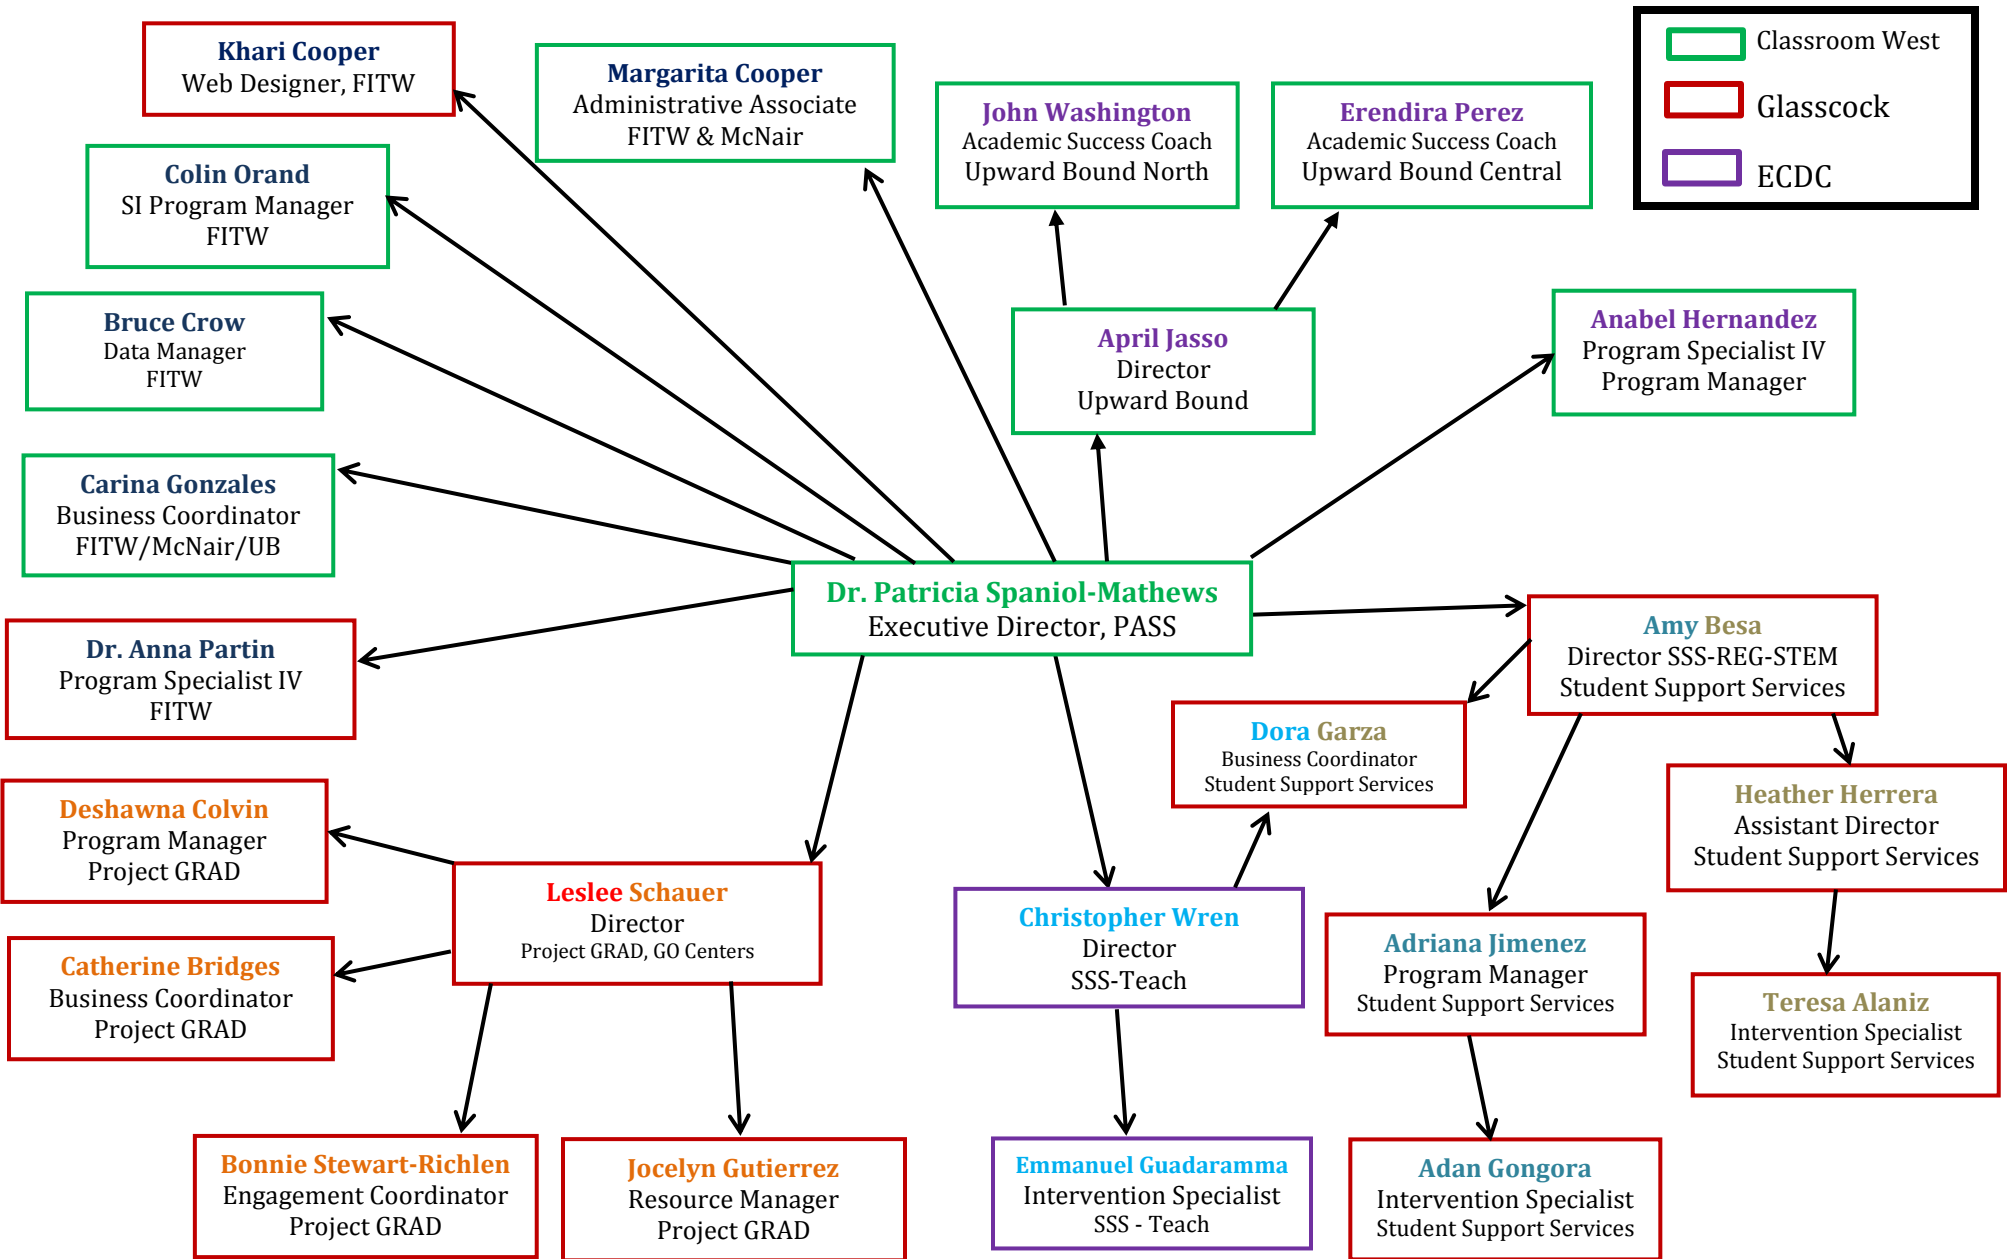 Khari Cooper
Web Designer, FITW
Margarita Cooper
Administrative Associate
FITW & McNair
John Washington
Academic Success Coach
Upward Bound North
Erendira Perez
Academic Success Coach
Upward Bound Central
Classroom West
Glasscock
ECDC
Colin Orand
SI Program Manager
FITW
Bruce Crow
Data Manager
FITW
April Jasso
Director
Upward Bound
Anabel Hernandez
Program Specialist IV
Program Manager
Carina Gonzales
Business Coordinator
FITW/McNair/UB
Dr. Patricia Spaniol-Mathews
Executive Director, PASS
Dr. Anna Partin
Program Specialist IV
FITW
Amy Besa
Director SSS-REG-STEM
Student Support Services
Dora Garza
Business Coordinator
Student Support Services
Deshawna Colvin
Program Manager
Project GRAD
Heather Herrera
Assistant Director
Student Support Services
Leslee Schauer
Director
Project GRAD, GO Centers
Christopher Wren
Director
SSS-Teach
Adriana Jimenez
Program Manager
Student Support Services
Catherine Bridges
Business Coordinator
Project GRAD
Teresa Alaniz
Intervention Specialist
Student Support Services
Bonnie Stewart-Richlen
Engagement Coordinator
Project GRAD
Jocelyn Gutierrez
Resource Manager
Project GRAD
Emmanuel Guadaramma
Intervention Specialist
SSS - Teach
Adan Gongora
Intervention Specialist
Student Support Services